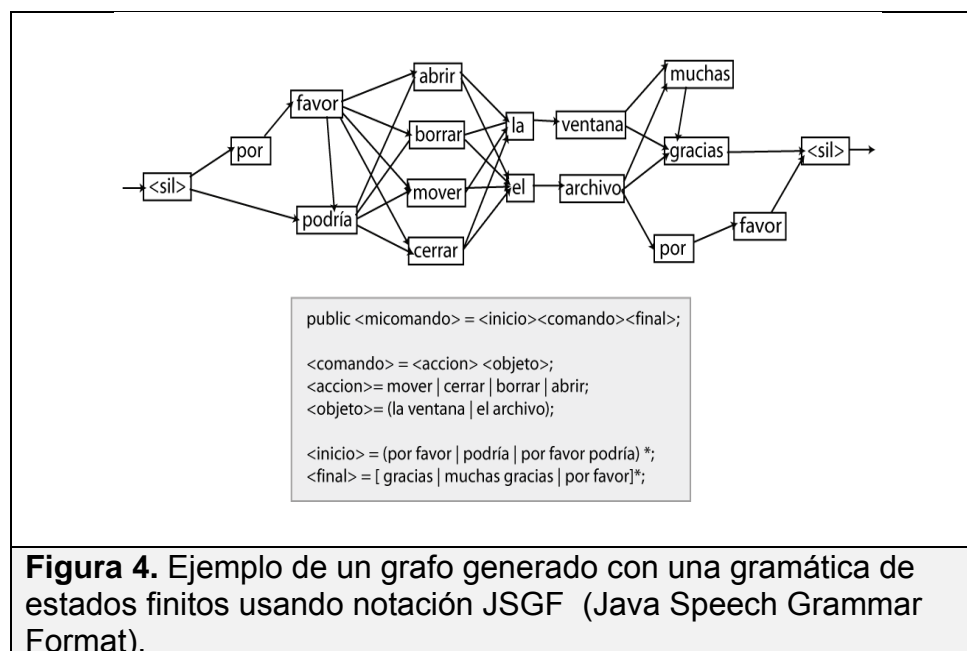 <sil>
por
favor
podría
abrir
borrar
mover
cerrar
la
el
ventana
archivo
muchas
gracias
por
favor
<sil>
public <micomando> = <inicio><comando><final>;
<comando> = <accion> <objeto>;
<accion>= mover | cerrar | borrar | abrir;
<objeto>= (la ventana | el archivo);
<inicio> = (por favor | podría | por favor podría) *;
<final> = [ gracias | muchas gracias | por favor]*;
Figura 4. Ejemplo de un grafo generado con una gramática de
estados finitos usando notación JSGF (Java Speech Grammar
Format).